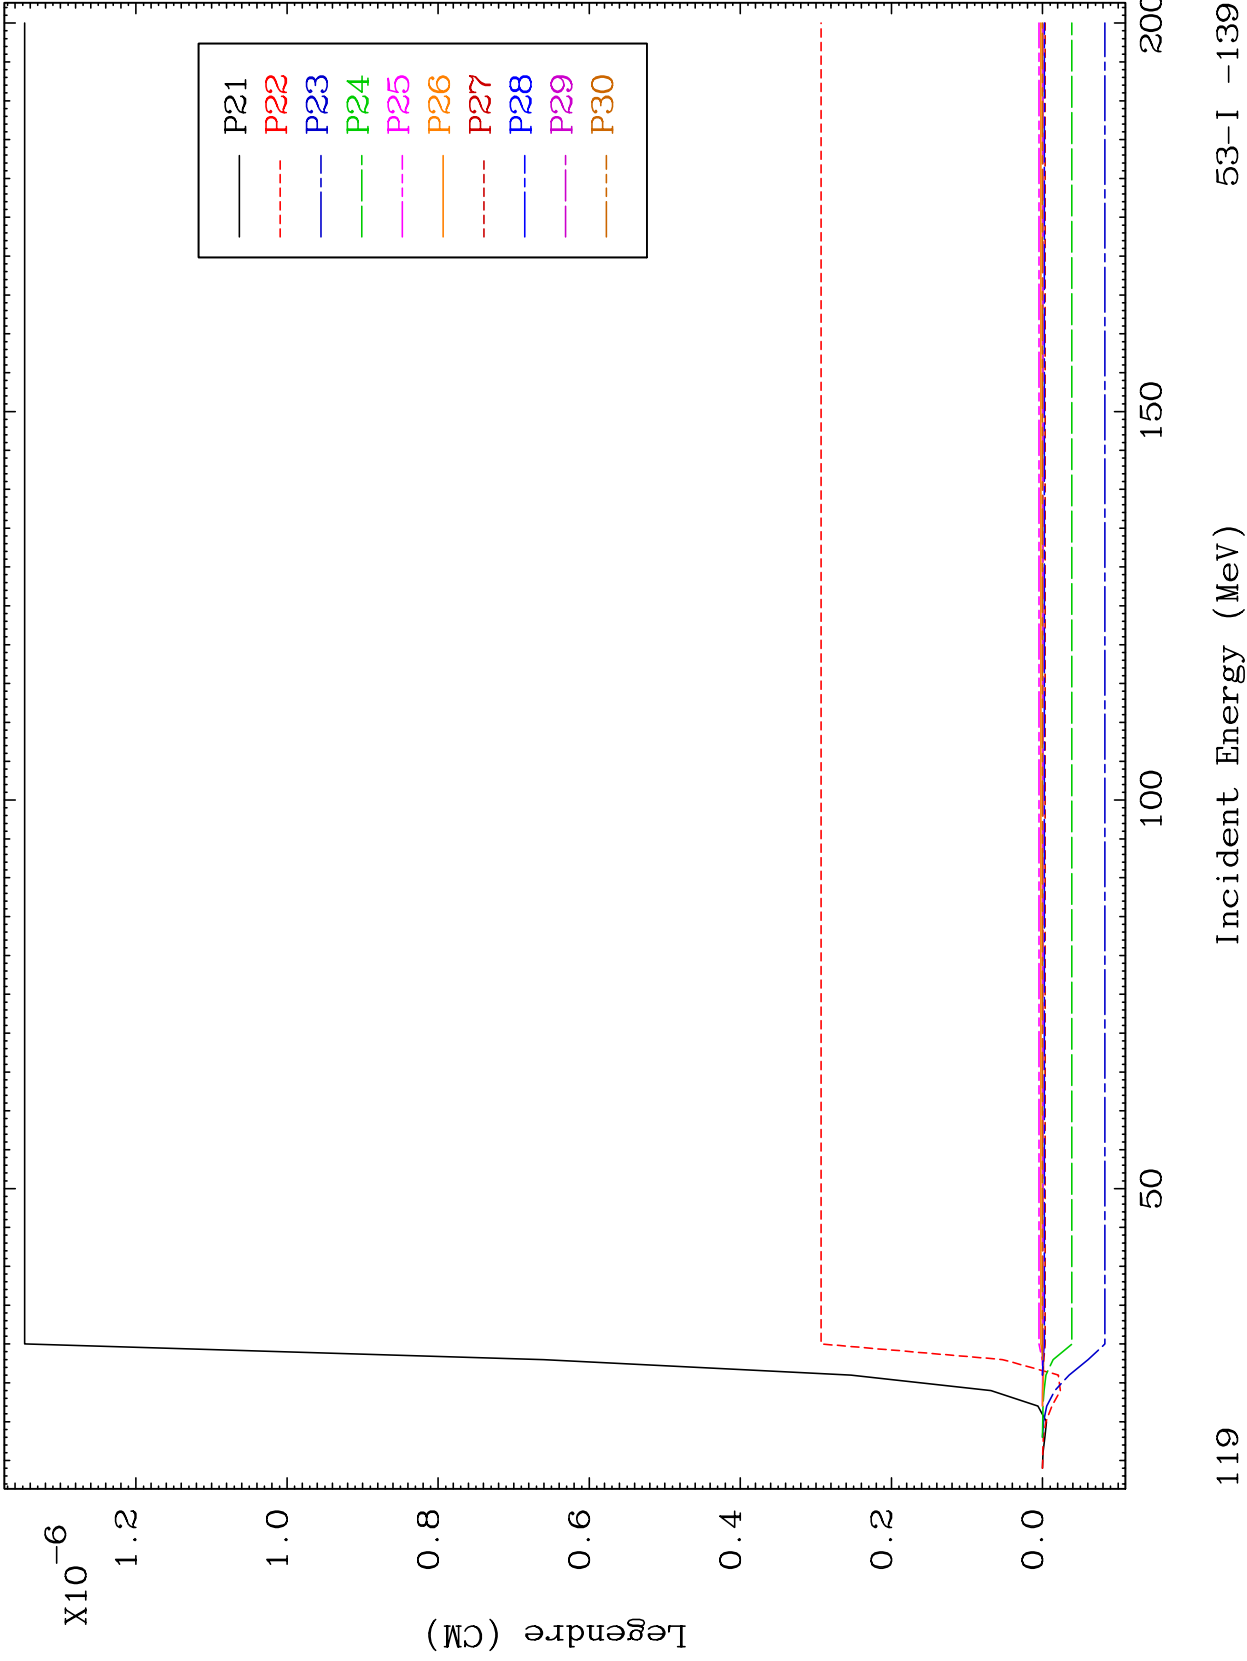 X10-6
1.2
1.0
0.8
0.6
0.4
0.2
0.0
Legendre (CM)
P21
P22
P23
P24
P25
P26
P27
P28
P29
P30
50
100
150
200
Incident Energy (MeV)
119
53-I -139